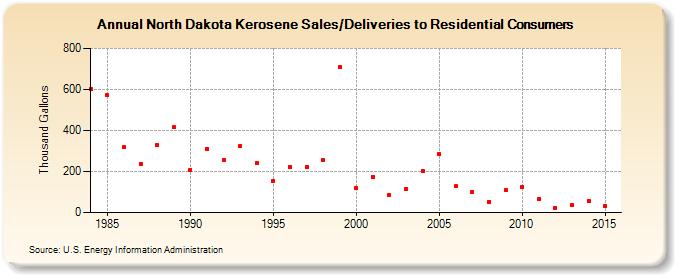 Annual North Dakota Kerosene Sales/Deliveries to Residential Consumers
Thousand Gallons
800
600
400
200
0
1985 1990 1995 2000 2005 2010 2015
Source: U.S. Energy Information Administration